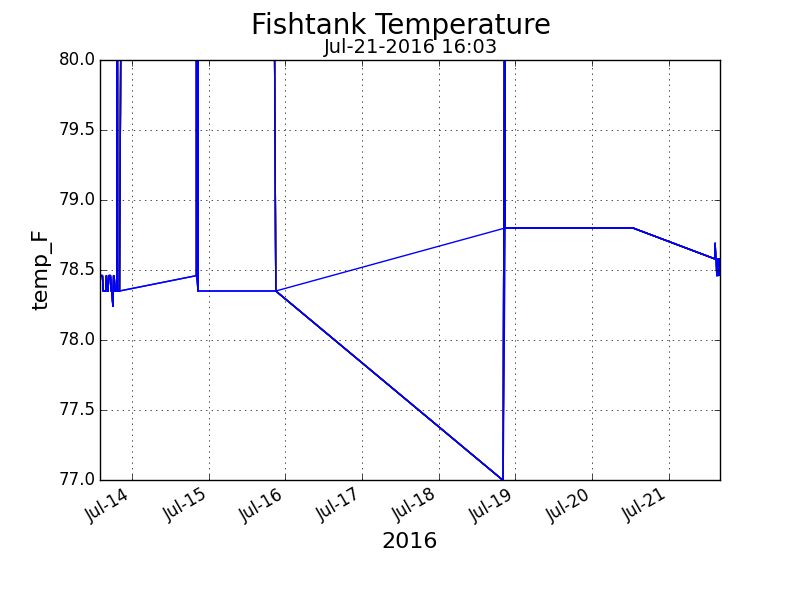 Fishtank Temperature
Jul-21-2016 16:03
80.0
79.5
79.0
78.5
78.0
77.5
77.0
temp_F
Jul-14 Jul-15 Jul-16 Jul-17 Jul-18 Jul-19 Jul-20 Jul-21
2016